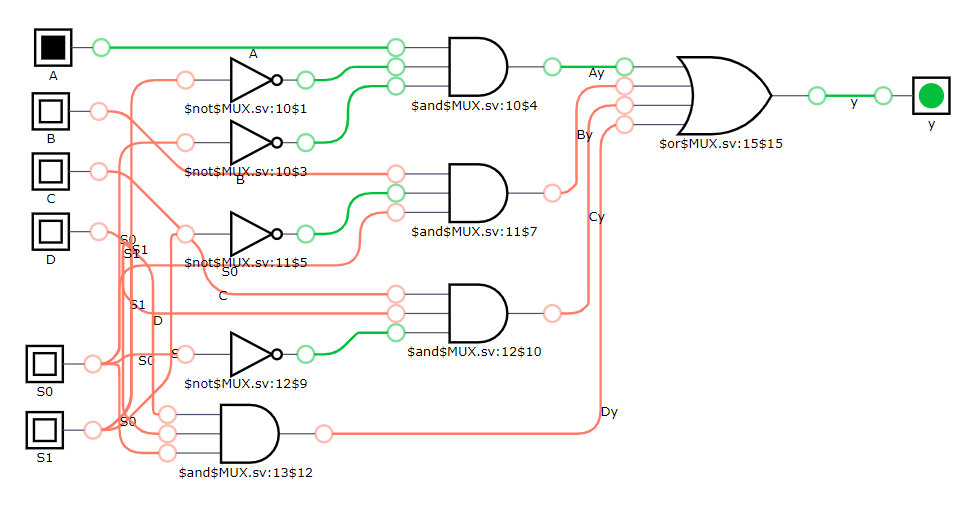 A
A
$not$MUX.sv:10$1
$and$MUX.sv:10$4
Ay
y
y
$or$MUX.sv:15$15
B
$not$MUX.sv:10$3
B
By
C
$and$MUX.sv:11$7
Cy
D
S0
S1
S1
$not$MUX.sv:11$5
S0
C
S1
D
$and$MUX.sv:12$10
S0
$not$MUX.sv:12$9
S0
Dy
S0
S1
$and$MUX.sv:13$12